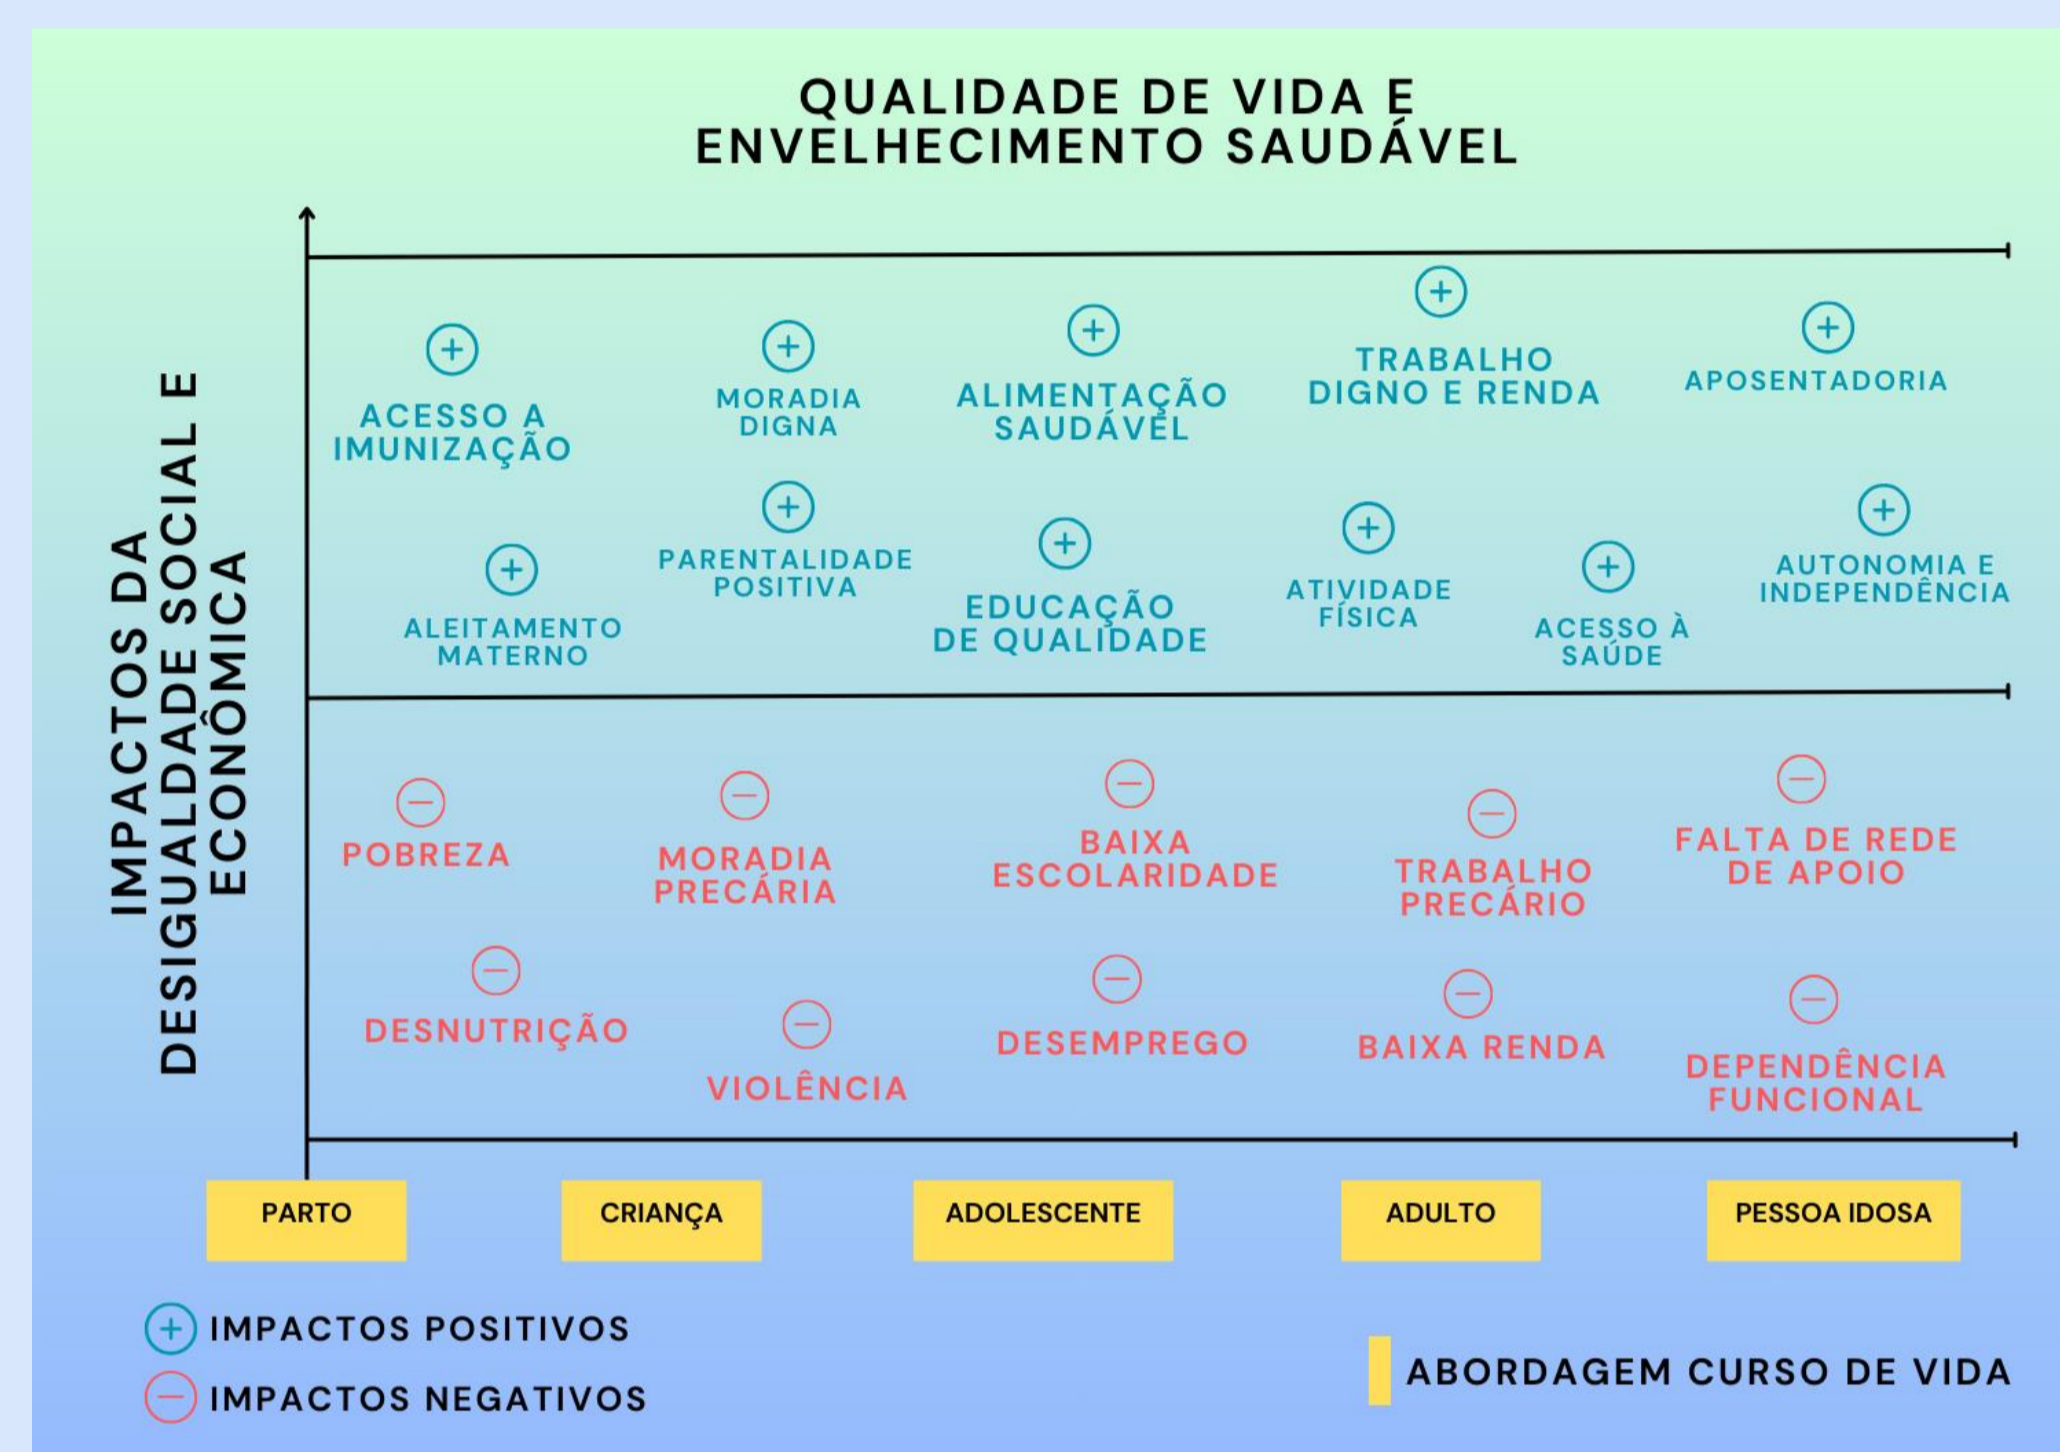 QUALIDADE DE VIDA E
ENVELHECIMENTO SAUDÁVEL
IMPACTOS DA
DESIGUALDADE SOCIAL E
ECONÔMICA
ACESSO A
IMUNIZAÇÃO
MORADIA
DIGNA
ALIMENTAÇÃO
SAUDÁVEL
TRABALHO
DIGNO E RENDA
APOSENTADORIA
ALEITAMENTO
MATERNO
PARENTALIDADE
POSITIVA
EDUCAÇÃO
DE QUALIDADE
ATIVIDADE
FÍSICA
ACESSO À
SAÚDE
AUTONOMIA E
INDEPENDÊNCIA
POBREZA
MORADIA
PRECÁRIA
BAIXA
ESCOLARIDADE
TRABALHO
PRECÁRIO
FALTA DE REDE
DE APOIO
DESNUTRIÇÃO
VIOLÊNCIA
DESEMPREGO
BAIXA RENDA
DEPENDÊNCIA
FUNCIONAL
PARTO
CRIANÇA
ADOLESCENTE
ADULTO
PESSOA IDOSA
IMPACTOS POSITIVOS
IMPACTOS NEGATIVOS
ABORDAGEM CURSO DE VIDA